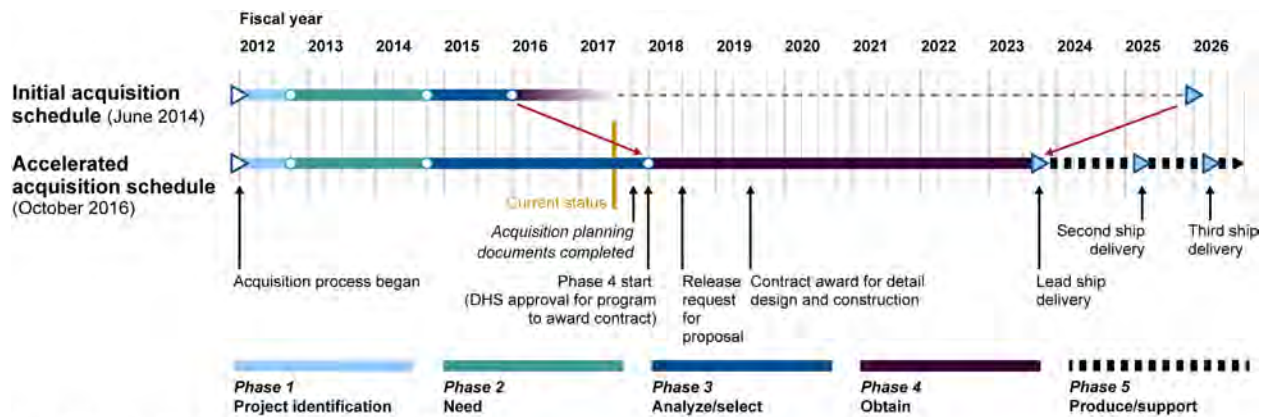 Fiscal year
2012 2013 2014 2015 2016 2017 2018 2019 2020 2021 2022 2023 2024 2025 2026
Initial acquisition
schedule (June 2014)
Accelerated
acquisition schedule
(October 2016)
Current status
Acquisition planning
documents completed
Second ship
delivery
Third ship
delivery
Acquisition process began
Phase 4 start
(DHS approval for program
to award contract)
Release
request
for
proposal
Contract award for detail
design and construction
Lead ship
delivery
Phase 1
Project identification
Phase 2
Need
Phase 3
Analyze/select
Phase 4
Obtain
Phase 5
Produce/support